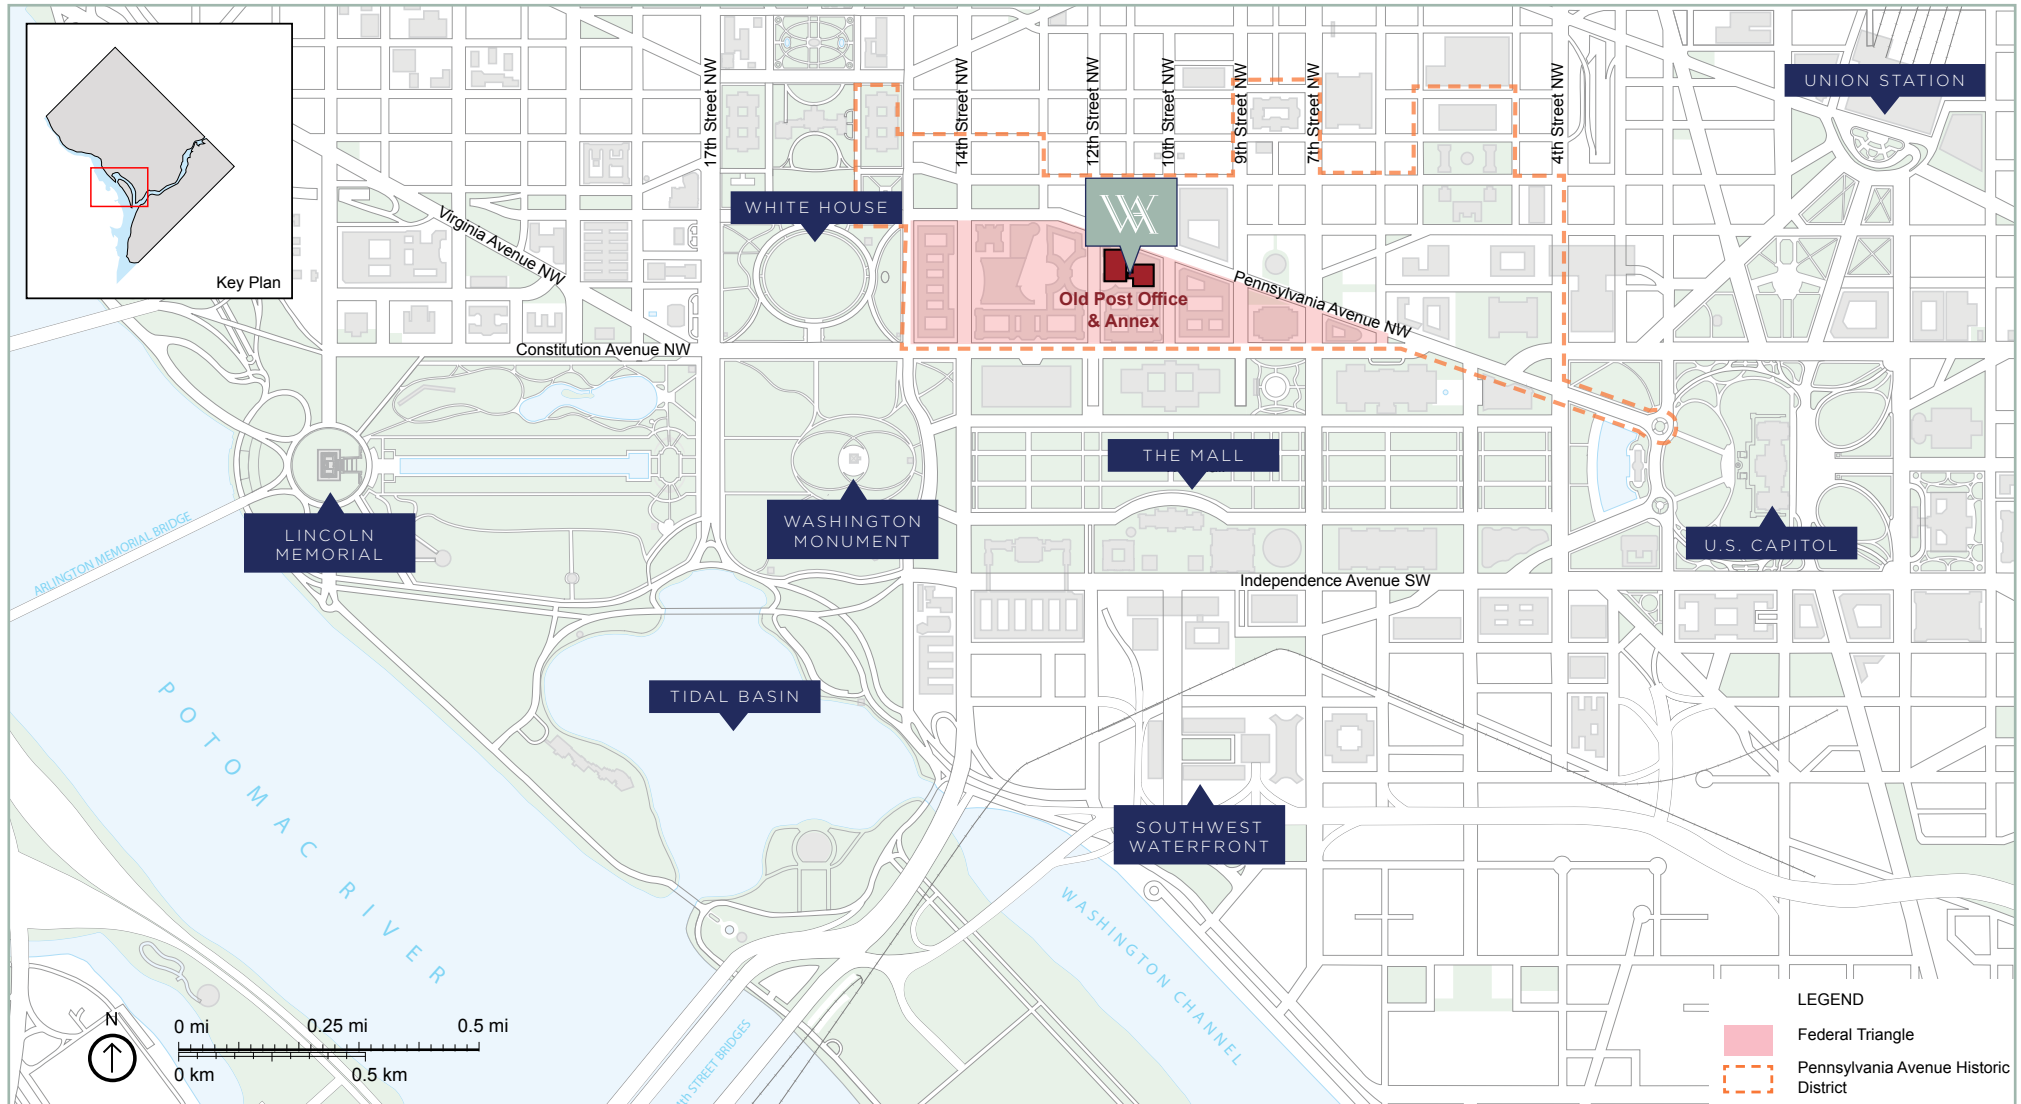 Key Plan
17th Street NW
14th Street NW
12th Street NW
10th Street NW
9th Street NW
7th Street NW
4th Street NW
UNION STATION
WHITE HOUSE
Virginia Avenue NW
WA
Old Post Office
& Annex
Pennsylvania Avenue NW
Constitution Avenue NW
THE MALL
LINCOLN
MEMORIAL
WASHINGTON
MONUMENT
U.S. CAPITOL
ARLINGTON MEMORIAL BRIDGE
Independence Avenue SW
TIDAL BASIN
POTOMAC RIVER
SOUTHWEST
WATERFRONT
WASHINGTON CHANNEL
STREET BRIDGES
N
0 mi
0.25 mi
0.5 mi
0 km
0.5 km
LEGEND
Federal Triangle
Pennsylvania Avenue Historic
District